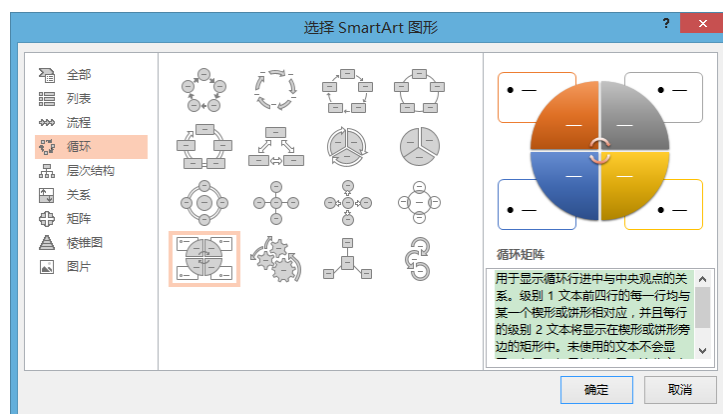 选择 SmartArt 图形
?
×
全部
列表
流程
循环
层次结构
关系
矩阵
棱锥图
图片
循环矩阵
用于显示循环行进中与中央观点的关
系。级别 1 文本前四行的每一行均与
某一个楔形或饼形相对应，并且每行
的级别 2 文本将显示在楔形或饼形旁
边的矩形中。未使用的文本不会显
确定
取消